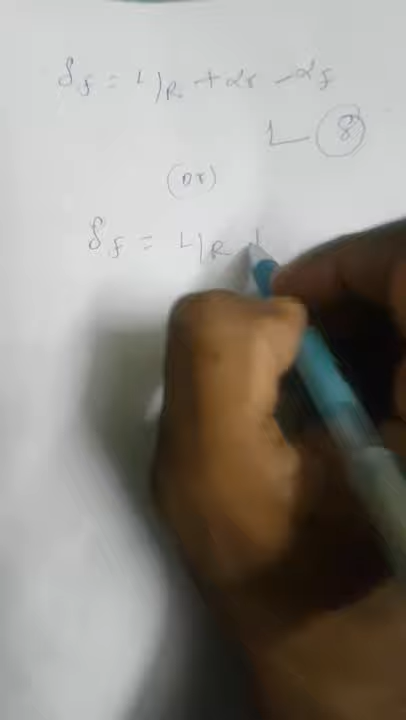 δf = L/R + αr - αf
⑧
(or)
δf = L/R +